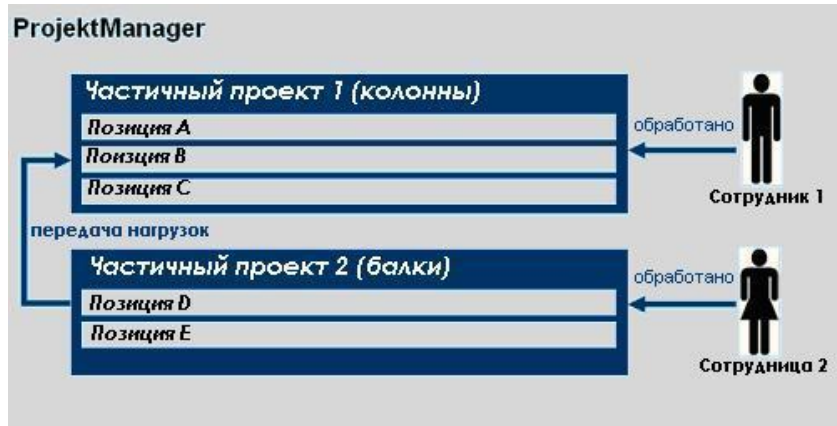 ProjektManager
Частичный проект 1 (колонны)
Позиция A
Поизция B
Позиция C
обработано
Сотрудник 1
передача нагрузок
Частичный проект 2 (балки)
Позиция D
Позиция E
обработано
Сотрудница 2